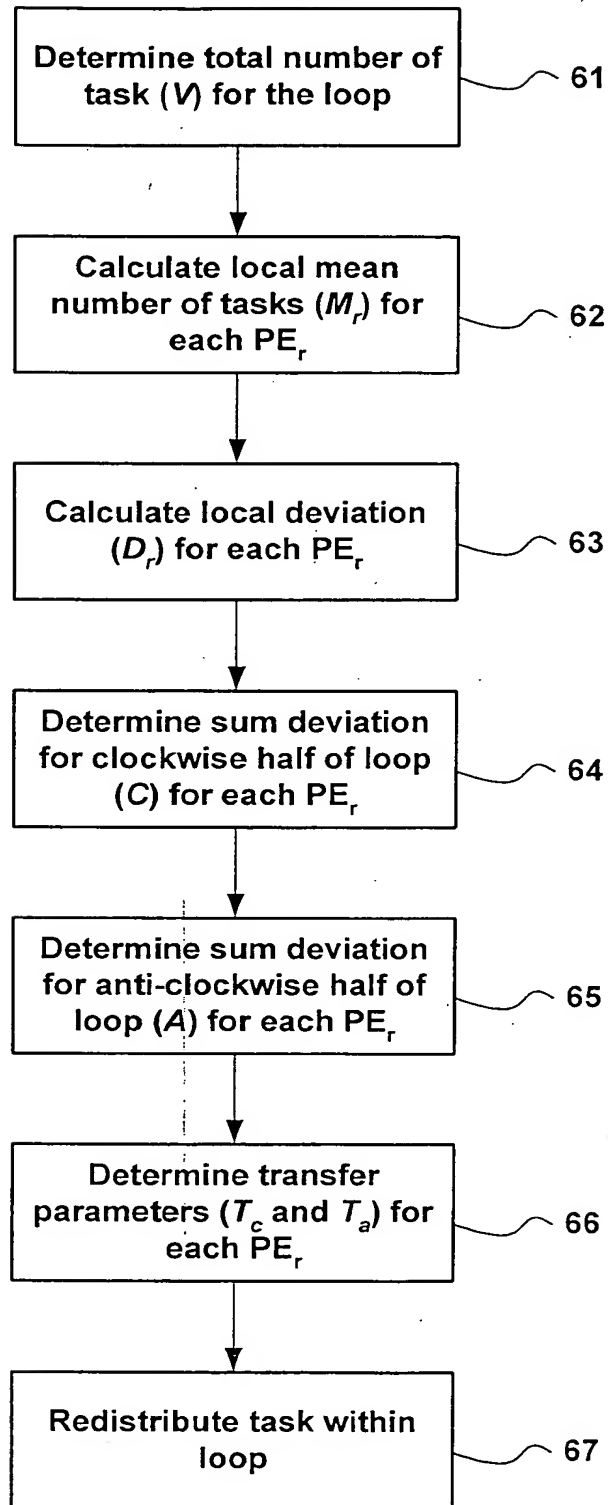 Determine total number of
task (V) for the loop
61
Calculate local mean
number of tasks (Mr) for
each PEr
62
Calculate local deviation
(Dr) for each PEr
63
Determine sum deviation
for clockwise half of loop
(C) for each PEr
64
Determine sum deviation
for anti-clockwise half of
loop (A) for each PEr
65
Determine transfer
parameters (Tc and Ta) for
each PEr
66
Redistribute task within
loop
67